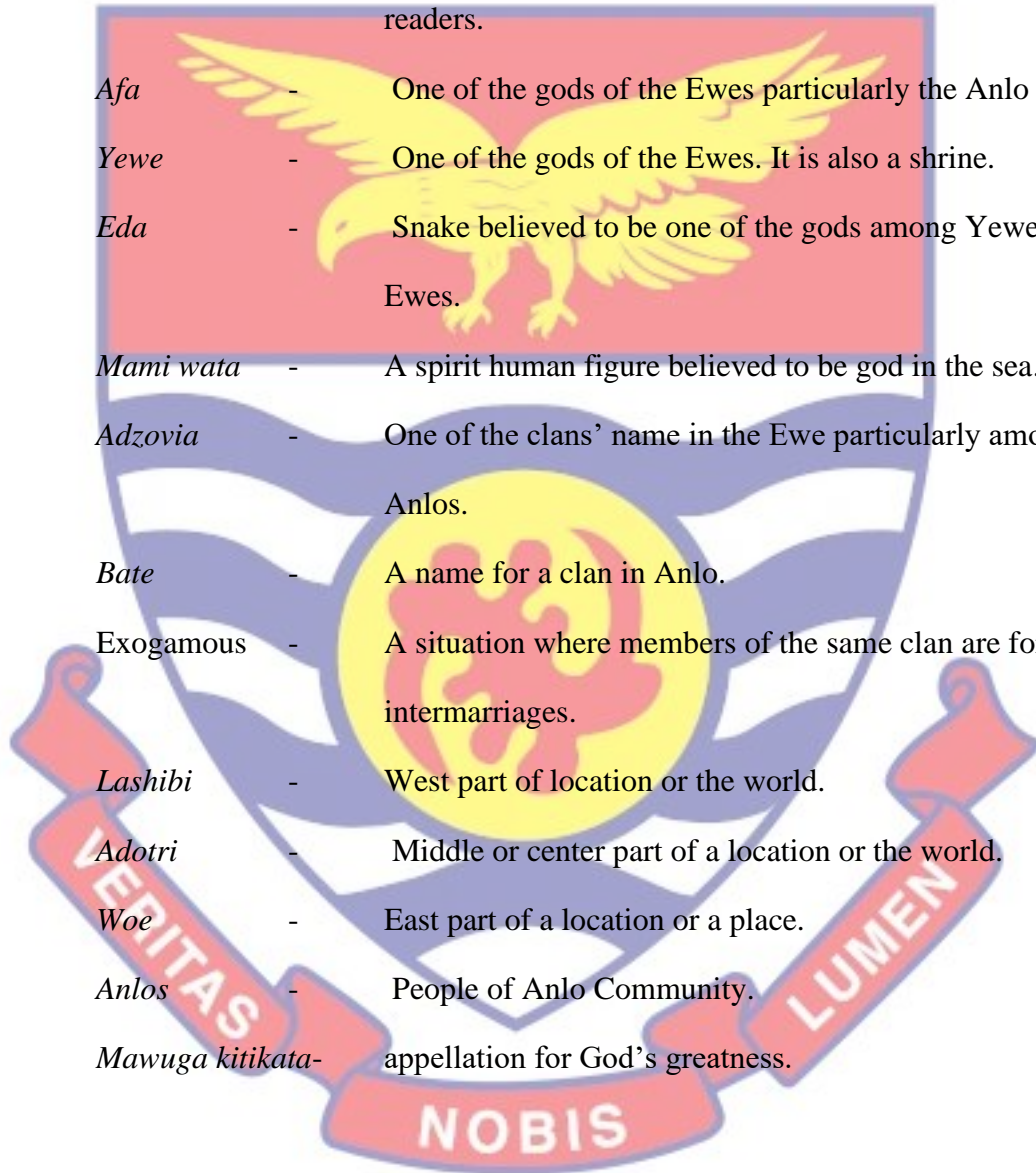 readers.
Afa - One of the gods of the Ewes particularly the Anlo
Yewe - One of the gods of the Ewes. It is also a shrine.
Eda - Snake believed to be one of the gods among Yewe
Ewes.
Mami wata - A spirit human figure believed to be god in the sea.
Adzovia - One of the clans’ name in the Ewe particularly
Anlos.
Bate - A name for a clan in Anlo.
Exogamous - A situation where members of the same clan are
intermarriages.
Lashibi - West part of location or the world.
Adotri - Middle or center part of a location or the world.
Woe - East part of a location or a place.
Anlos - People of Anlo Community.
Mawuga kitikata- appellation for God’s greatness.
VERITAS NOBIS LUMEN